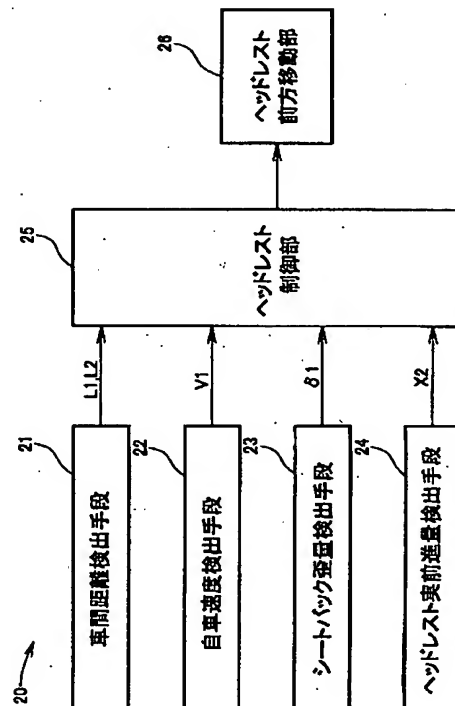 20
21
車間距離検出手段
L1,L2
22
自車速度検出手段
V1
23
シートバック歪量検出手段
δ1
24
ヘッドレスト実前進量検出手段
X2
25
ヘッドレスト
制御部
26
ヘッドレスト
前方移動部